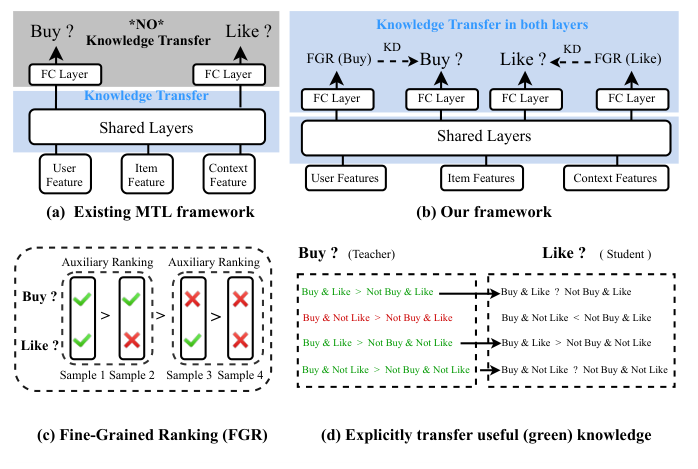 *NO*
Knowledge Transfer
Buy ?
Like ?
FC Layer
FC Layer
Knowledge Transfer
Shared Layers
User
Feature
Item
Feature
Context
Feature
(a) Existing MTL framework
Knowledge Transfer in both layers
FGR (Buy)
KD
Buy ?
Like ?
KD
FGR (Like)
FC Layer
FC Layer
FC Layer
FC Layer
Shared Layers
User Features
Item Features
Context Features
(b) Our framework
Auxiliary Ranking
Auxiliary Ranking
Buy ?
> > >
Like ?
Sample 1 Sample 2 Sample 3 Sample 4
(c) Fine-Grained Ranking (FGR)
Buy ? (Teacher)
Like ? ( Student )
Buy & Like > Not Buy & Like
Buy & Like ? Not Buy & Like
Buy & Not Like > Not Buy & Like
Buy & Not Like < Not Buy & Like
Buy & Like > Not Buy & Not Like
Buy & Like > Not Buy & Not Like
Buy & Not Like > Not Buy & Not Like
Buy & Not Like ? Not Buy & Not Like
(d) Explicitly transfer useful (green) knowledge